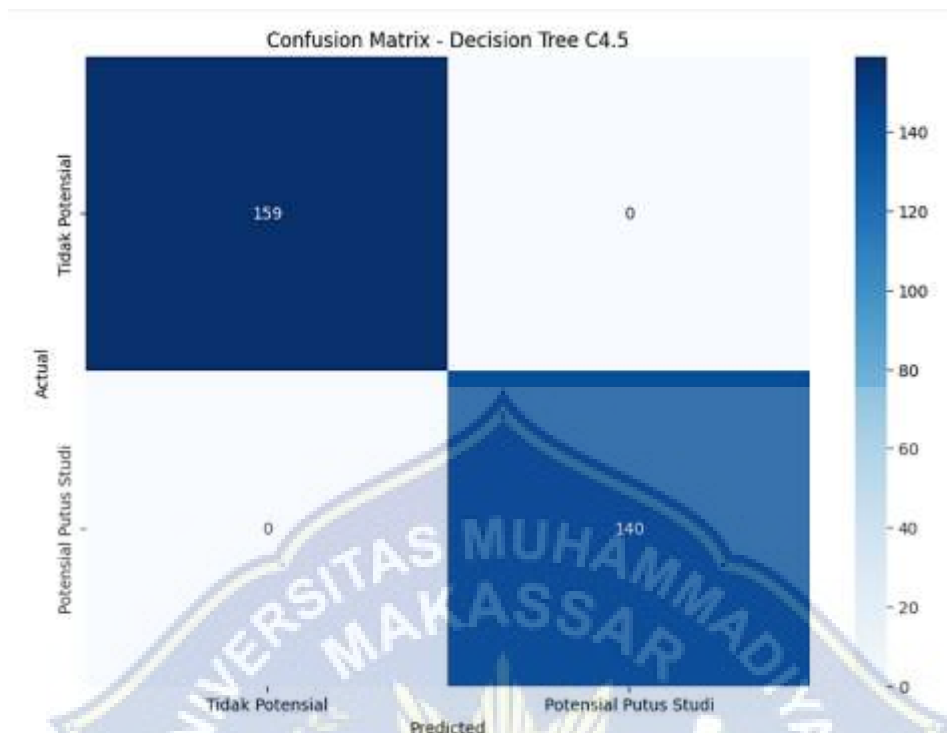 Confusion Matrix - Decision Tree C4.5
Tidak Potensial
Potensial Putus Studi
Actual
159
0
0
140
Tidak Potensial
Potensial Putus Studi
Predicted
140
120
100
80
60
40
20
0
UNIVERSITAS MUHAMMADIYA
MAKASSAR